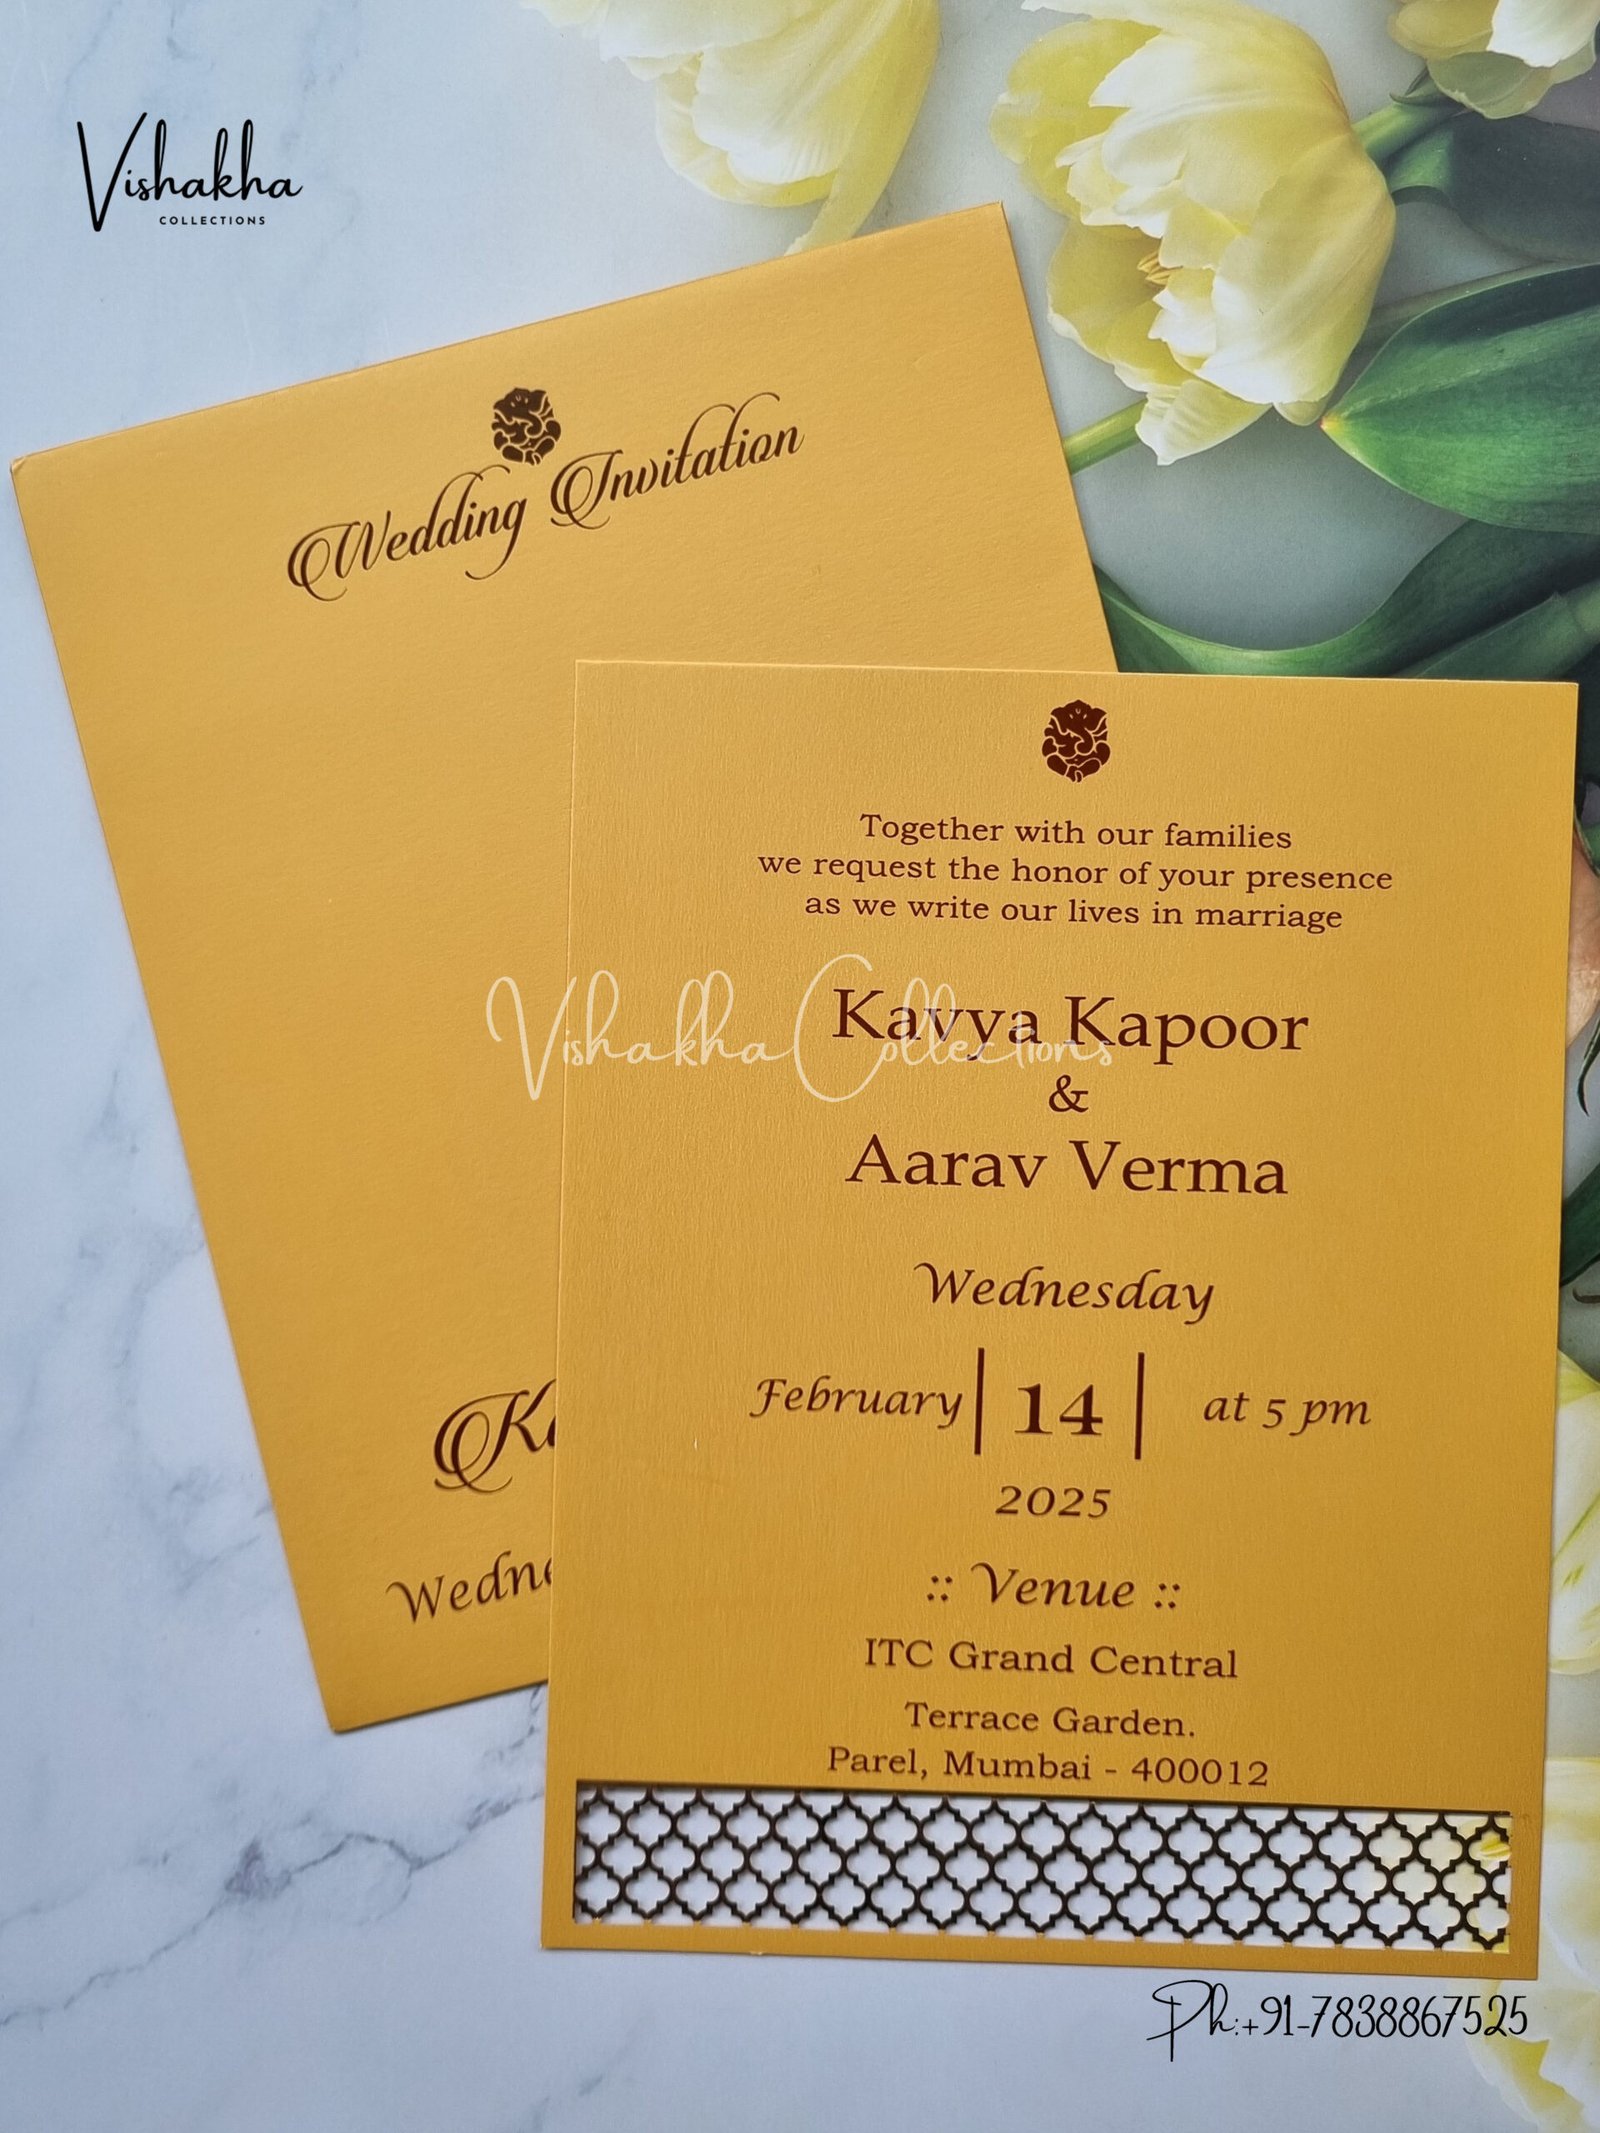 Vishakha
COLLECTIONS
Wedding Invitation
Together with our families
we request the honor of your presence
as we write our lives in marriage
Vishakha Collections
Kavya Kapoor
&
Aarav Verma
Wednesday
February | 14 | at 5 pm
2025
:: Venue ::
ITC Grand Central
Terrace Garden.
Parel, Mumbai - 400012
Ph:+91-7838867525